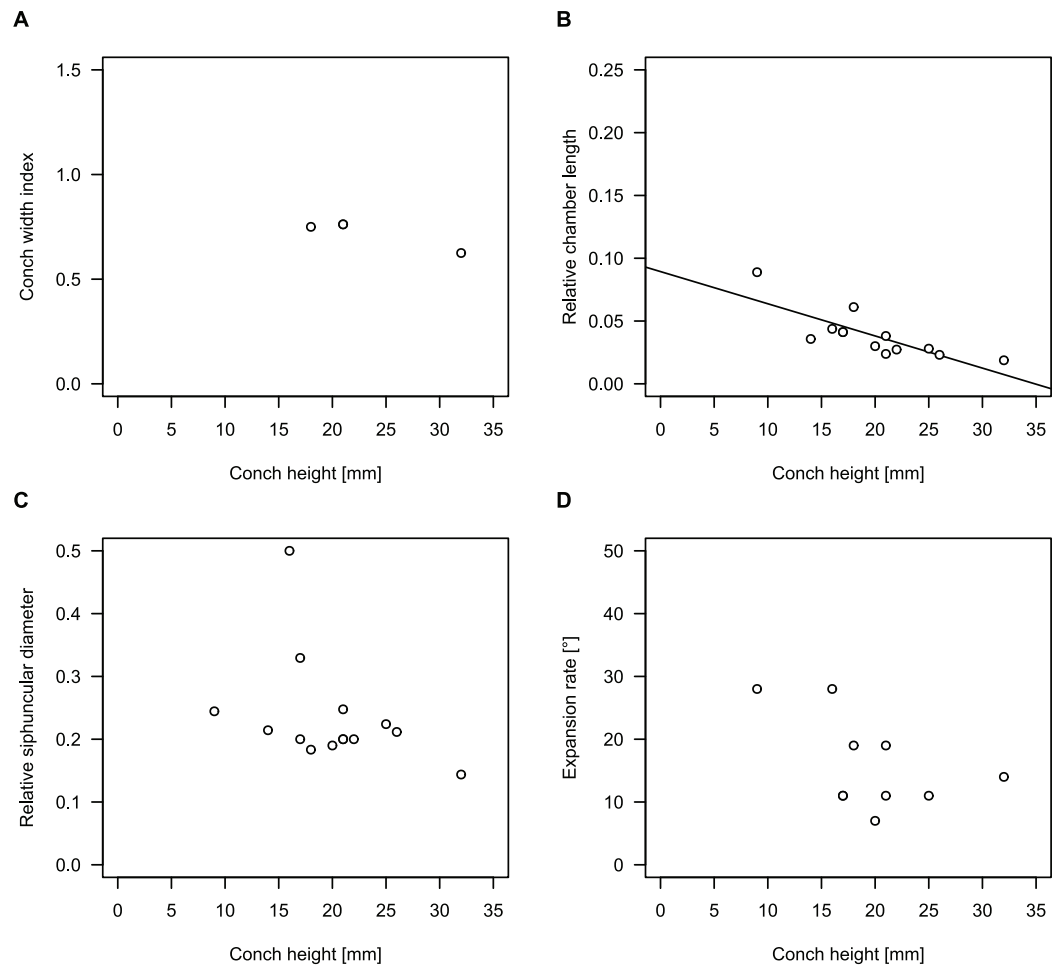 A
1.5
1.0
0.5
0.0
Conch width index
0 5 10 15 20 25 30 35
Conch height [mm]
B
0.25
0.20
0.15
0.10
0.05
0.00
Relative chamber length
0 5 10 15 20 25 30 35
Conch height [mm]
C
0.5
0.4
0.3
0.2
0.1
0.0
Relative siphuncular diameter
0 5 10 15 20 25 30 35
Conch height [mm]
D
50
40
30
20
10
0
Expansion rate [°]
0 5 10 15 20 25 30 35
Conch height [mm]